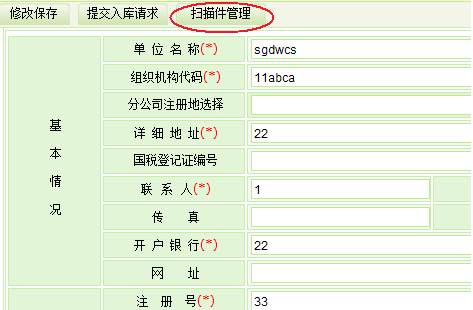 修改保存 提交入库请求 扫描件管理
基本情况
单位名称(*) sgdwcs
组织机构代码(*) 11abca
分公司注册地选择
详细地址(*) 22
国税登记证编号
联系人(*) 1
传真
开户银行(*) 22
网址
注册号(*) 33